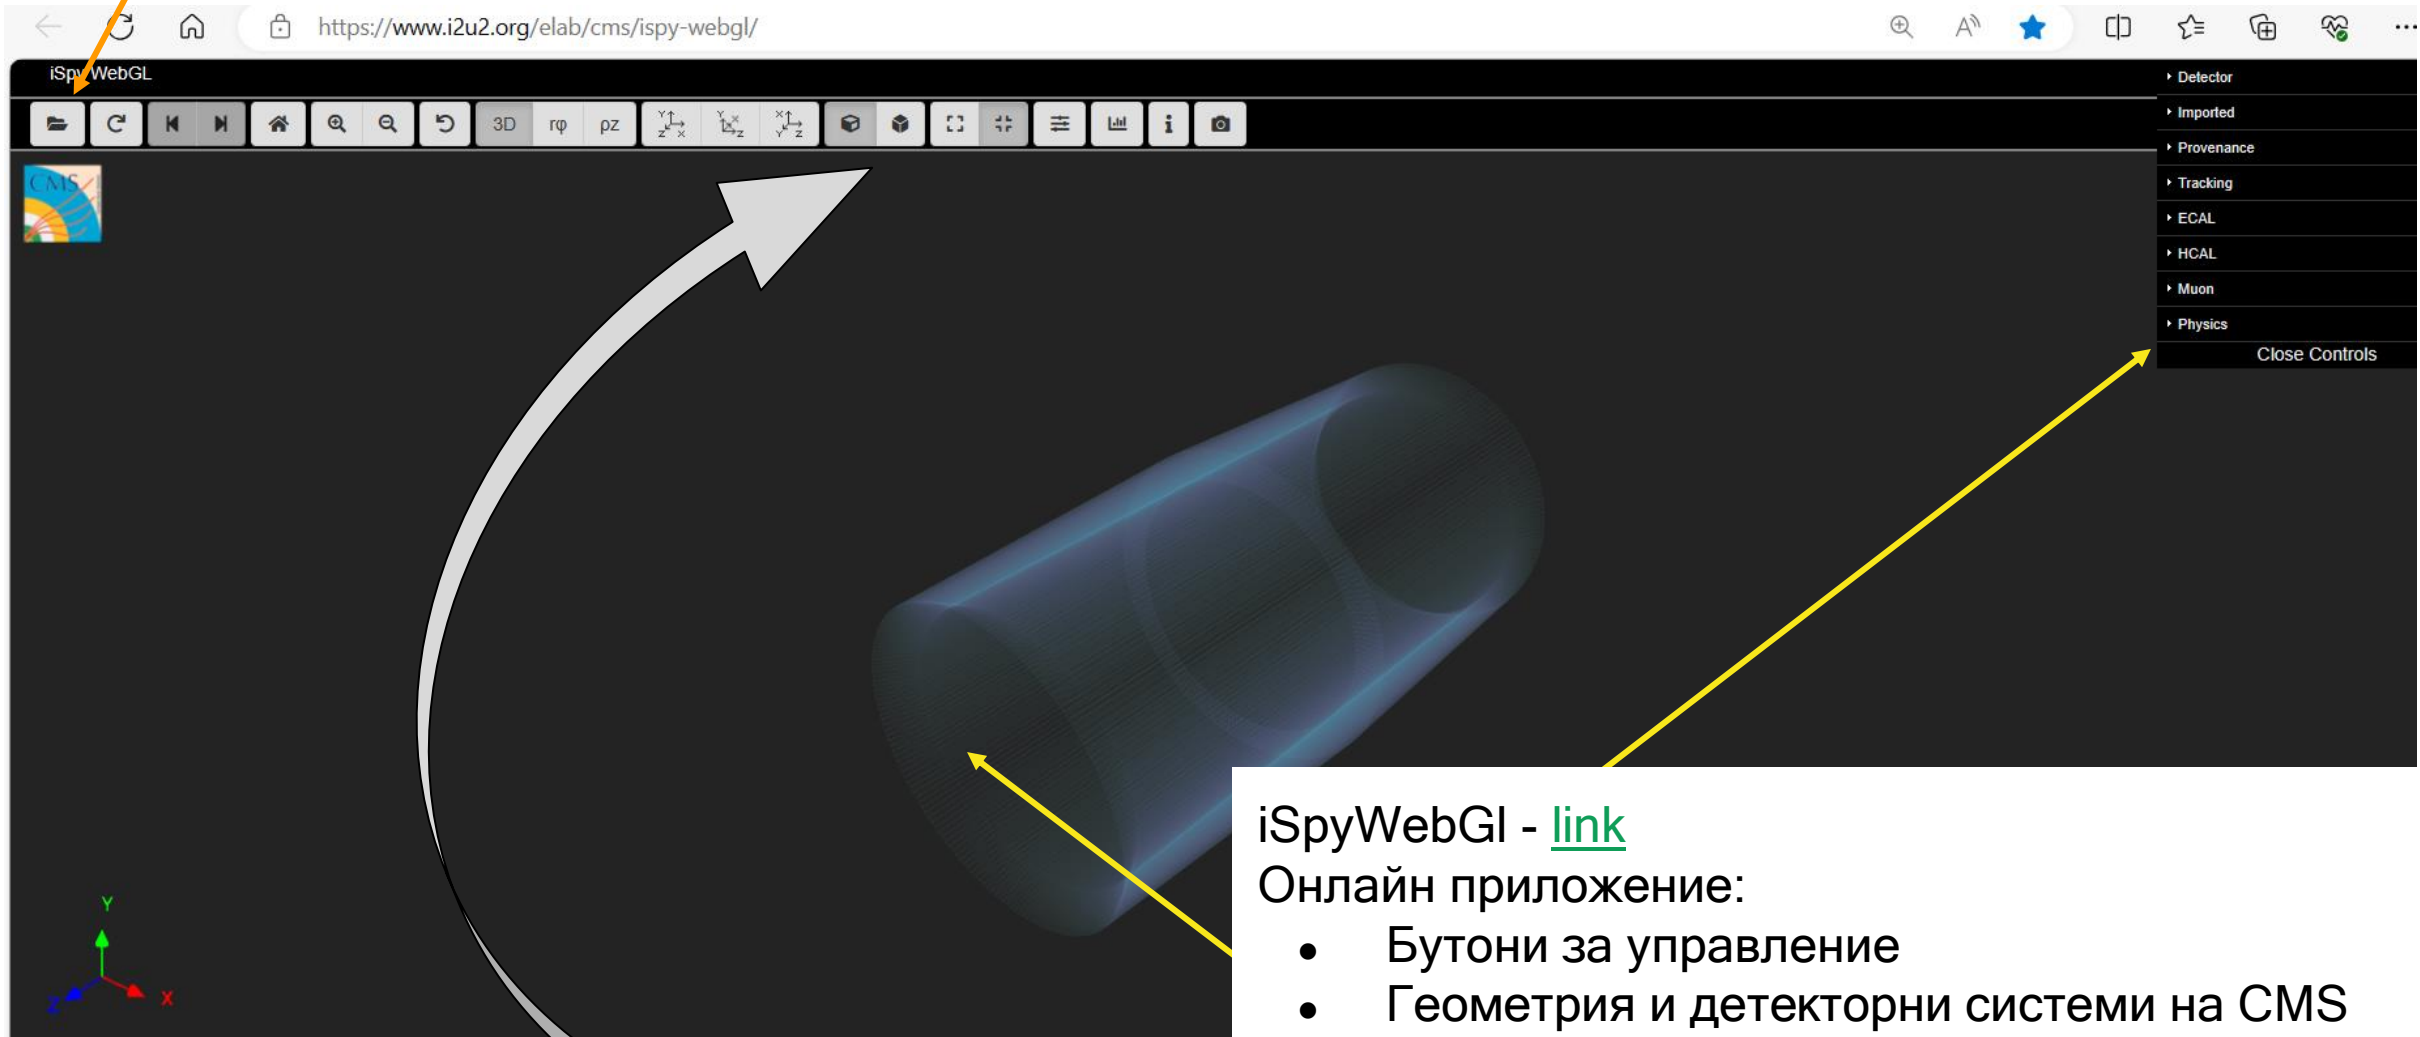 https://www.i2u2.org/elab/cms/ispy-webgl/
iSpy WebGL
3D rφ ρz
Y X Z
Y X Z
X Y Z
i
CMS
Detector
Imported
Provenance
Tracking
ECAL
HCAL
Muon
Physics
Close Controls
Y
Z X
iSpyWebGl - link
Онлайн приложение:
● Бутони за управление
● Геометрия и детекторни системи на CMS